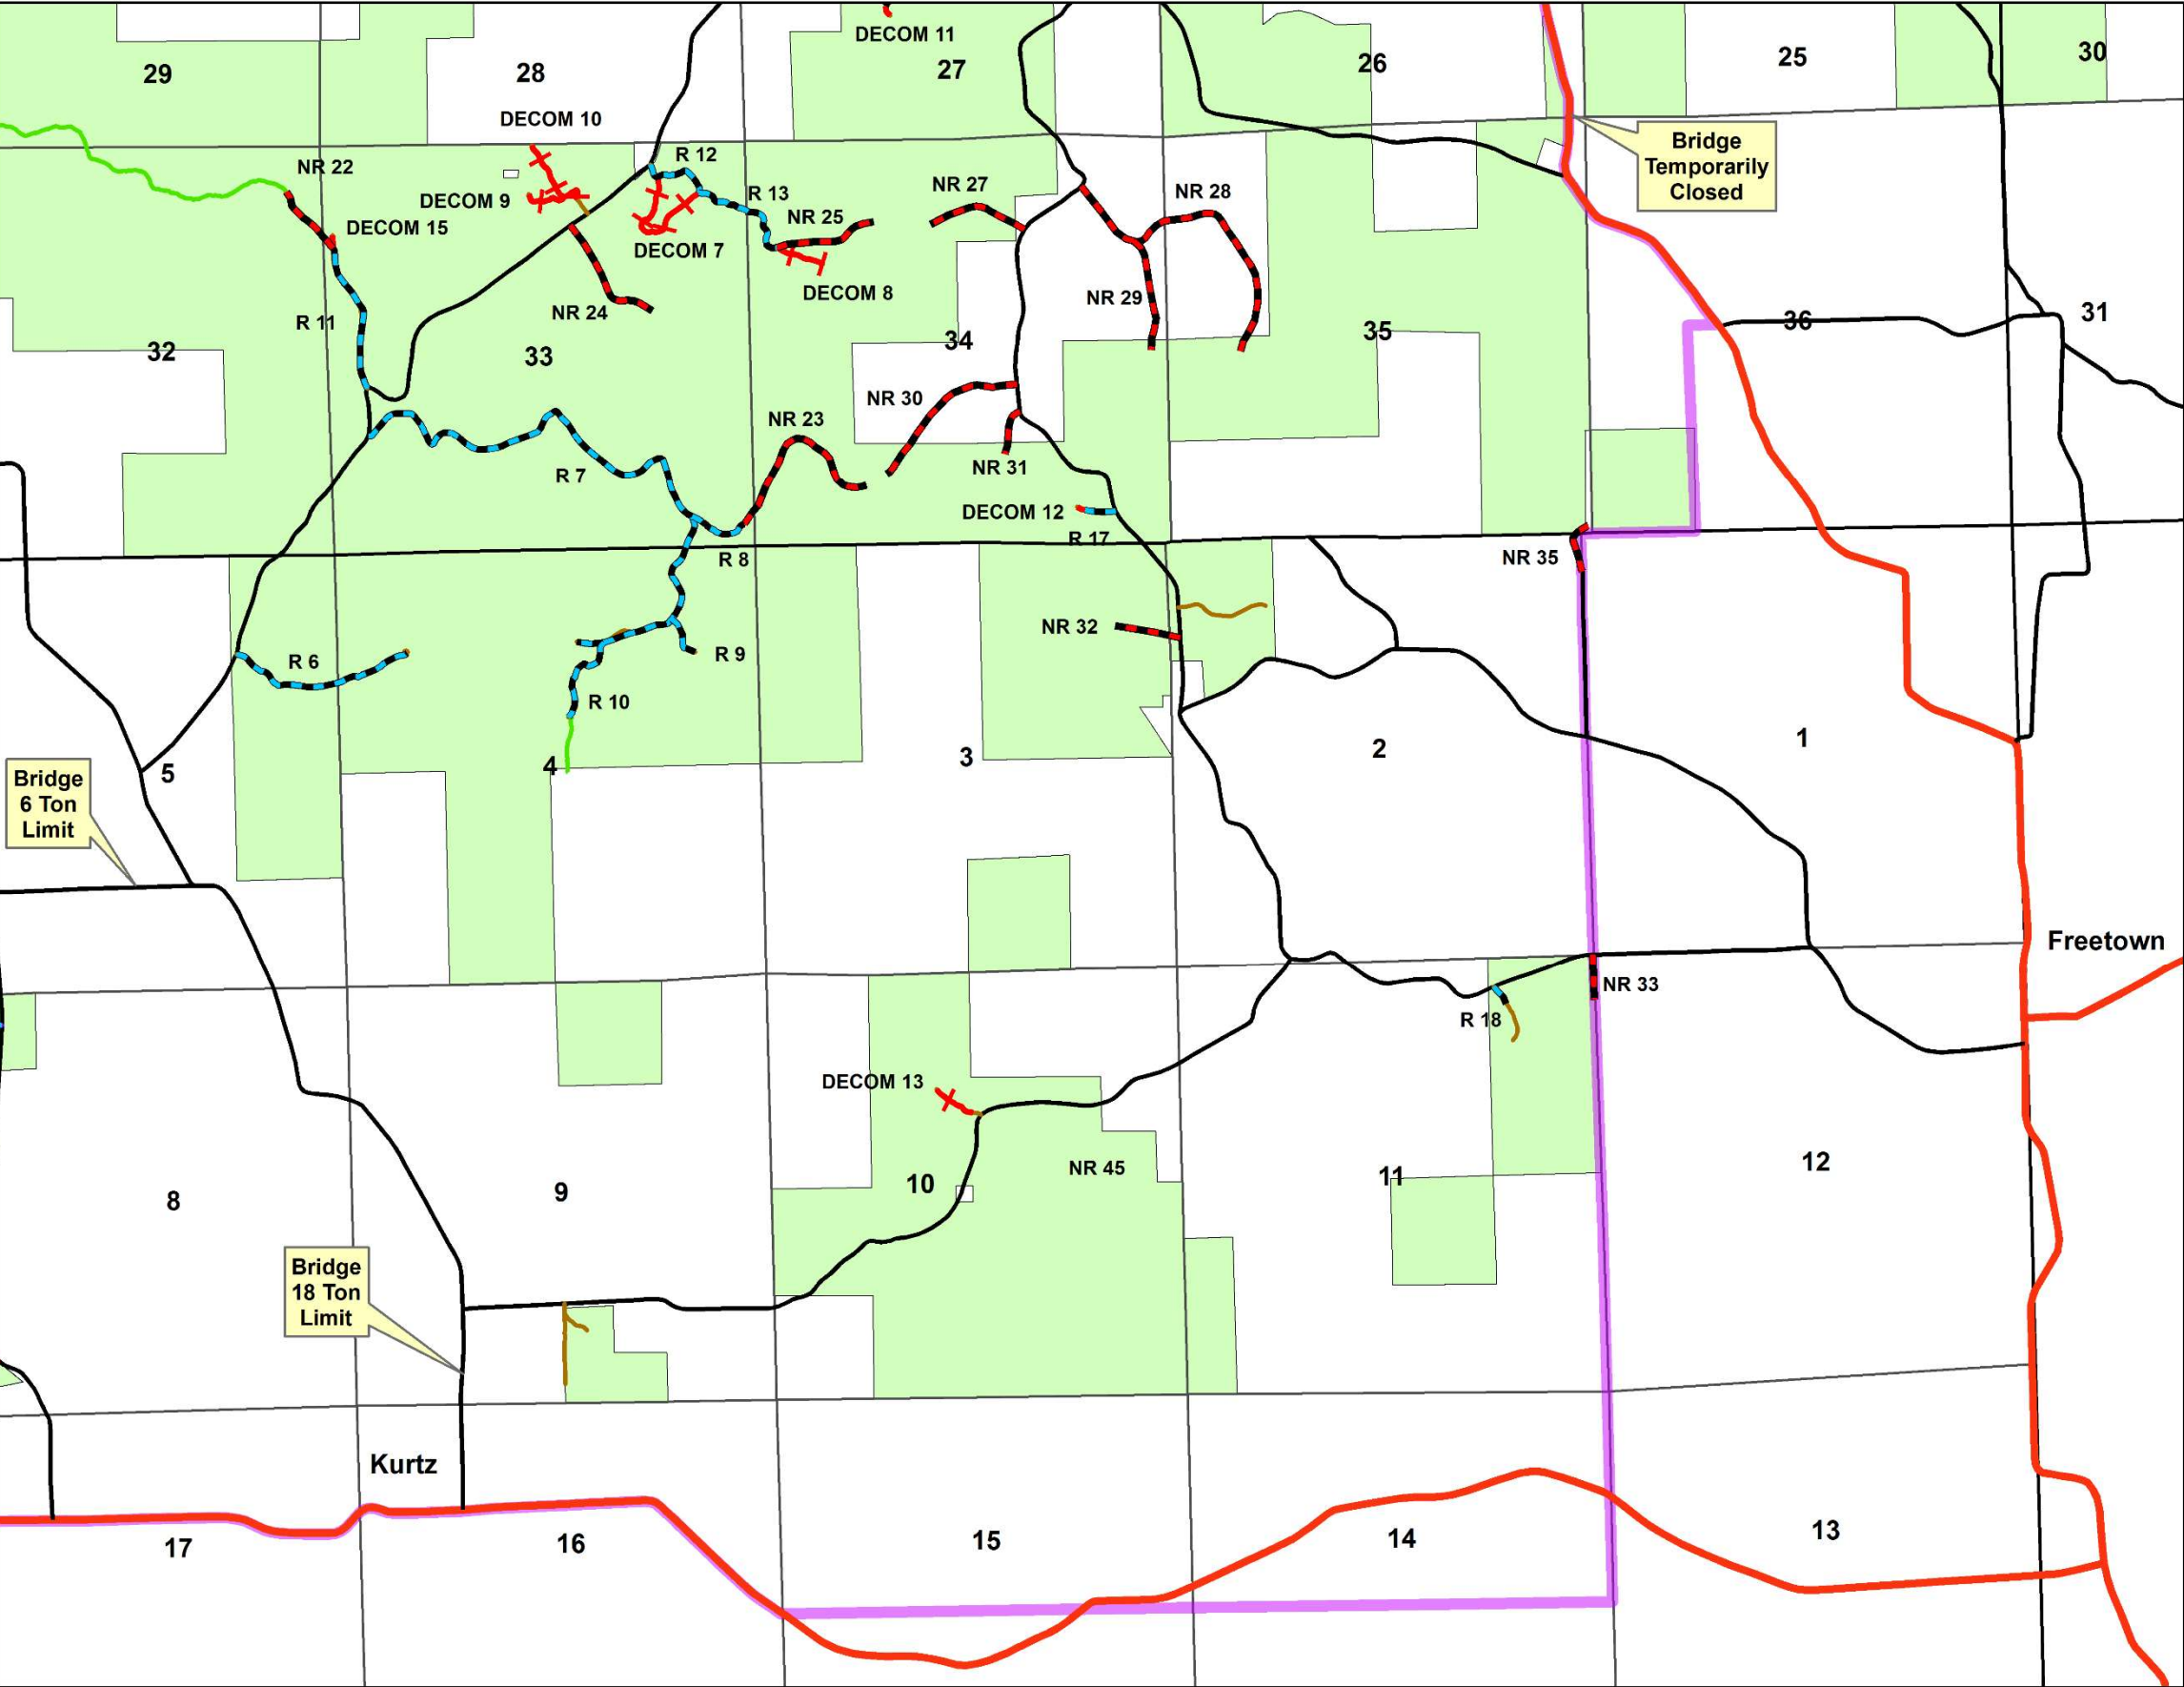 DECOM 11
29
28
27
26
25
30
DECOM 10
Bridge
Temporarily
Closed
NR 22
R 12
DECOM 9
R 13
NR 27
NR 28
DECOM 15
NR 25
DECOM 7
DECOM 8
NR 29
R 11
NR 24
32
33
34
35
36
31
NR 30
NR 23
R 7
NR 31
DECOM 12
R 17
R 8
NR 35
NR 32
R 6
R 9
R 10
5
4
3
2
1
Bridge
6 Ton
Limit
Freetown
NR 33
R 18
DECOM 13
NR 45
8
9
10
11
12
Bridge
18 Ton
Limit
Kurtz
17
16
15
14
13